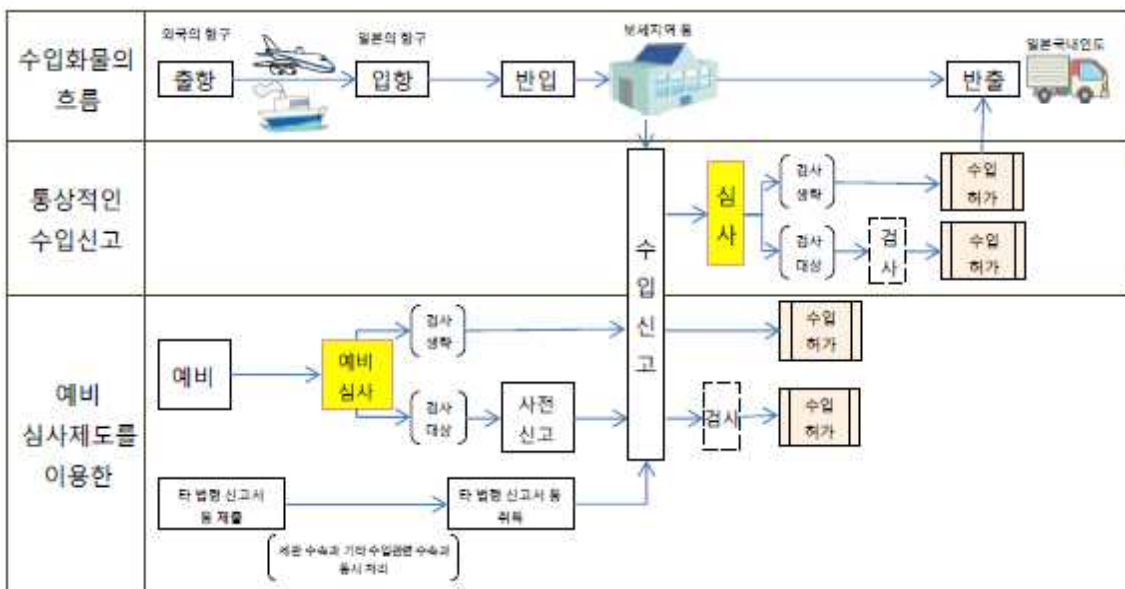 수입화물의
흐름
외국의 항구
출항
일본의 항구
입항
반입
보세지역 등
반출
일본국내인도
통상적인
수입신고
수입신고
심사
검사
생략
수입
허가
검사
대상
검사
수입
허가
예비
심사제도를
이용한
예비
예비
심사
검사
생략
수입
허가
검사
대상
사전
신고
검사
수입
허가
타 법령 신고서
등 제출
타 법령 신고서 등
취득
세관 수속과 기타 수입관련 수속과
동시 처리